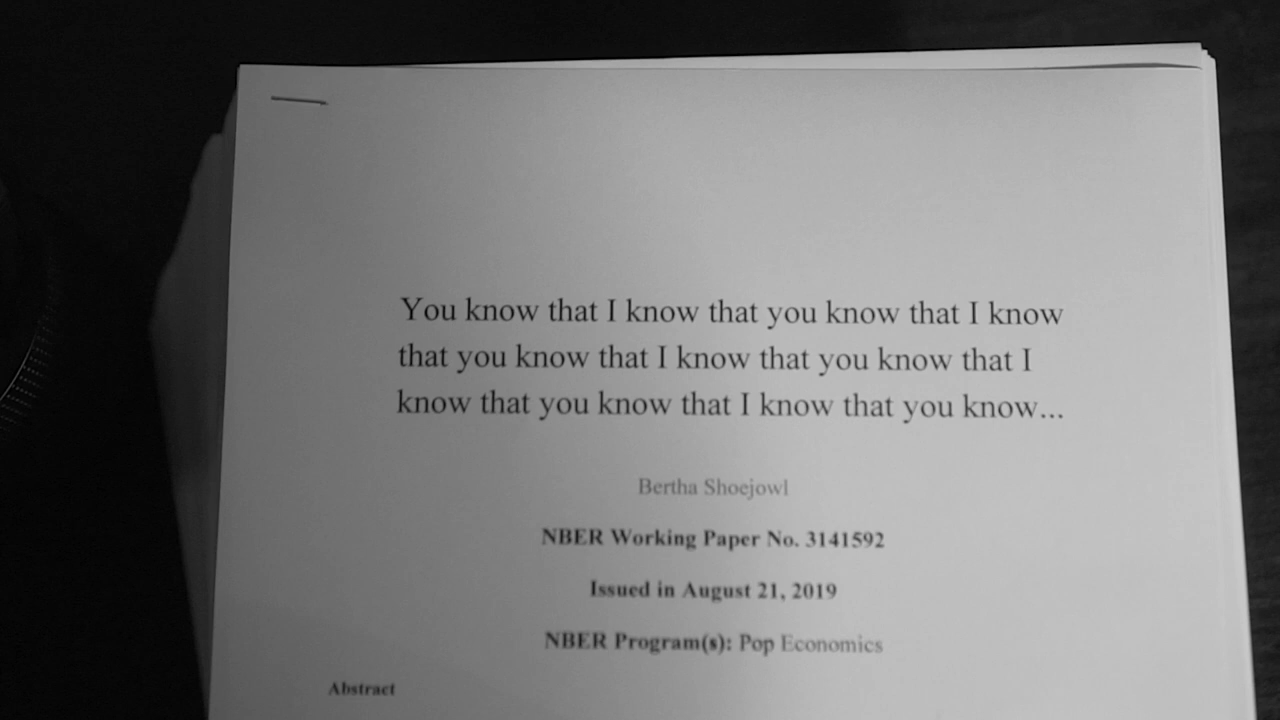 You know that I know that you know that I know
that you know that I know that you know that I
know that you know that I know that you know...
Bertha Shoejowl
NBER Working Paper No. 3141592
Issued in August 21, 2019
NBER Program(s): Pop Economics
Abstract